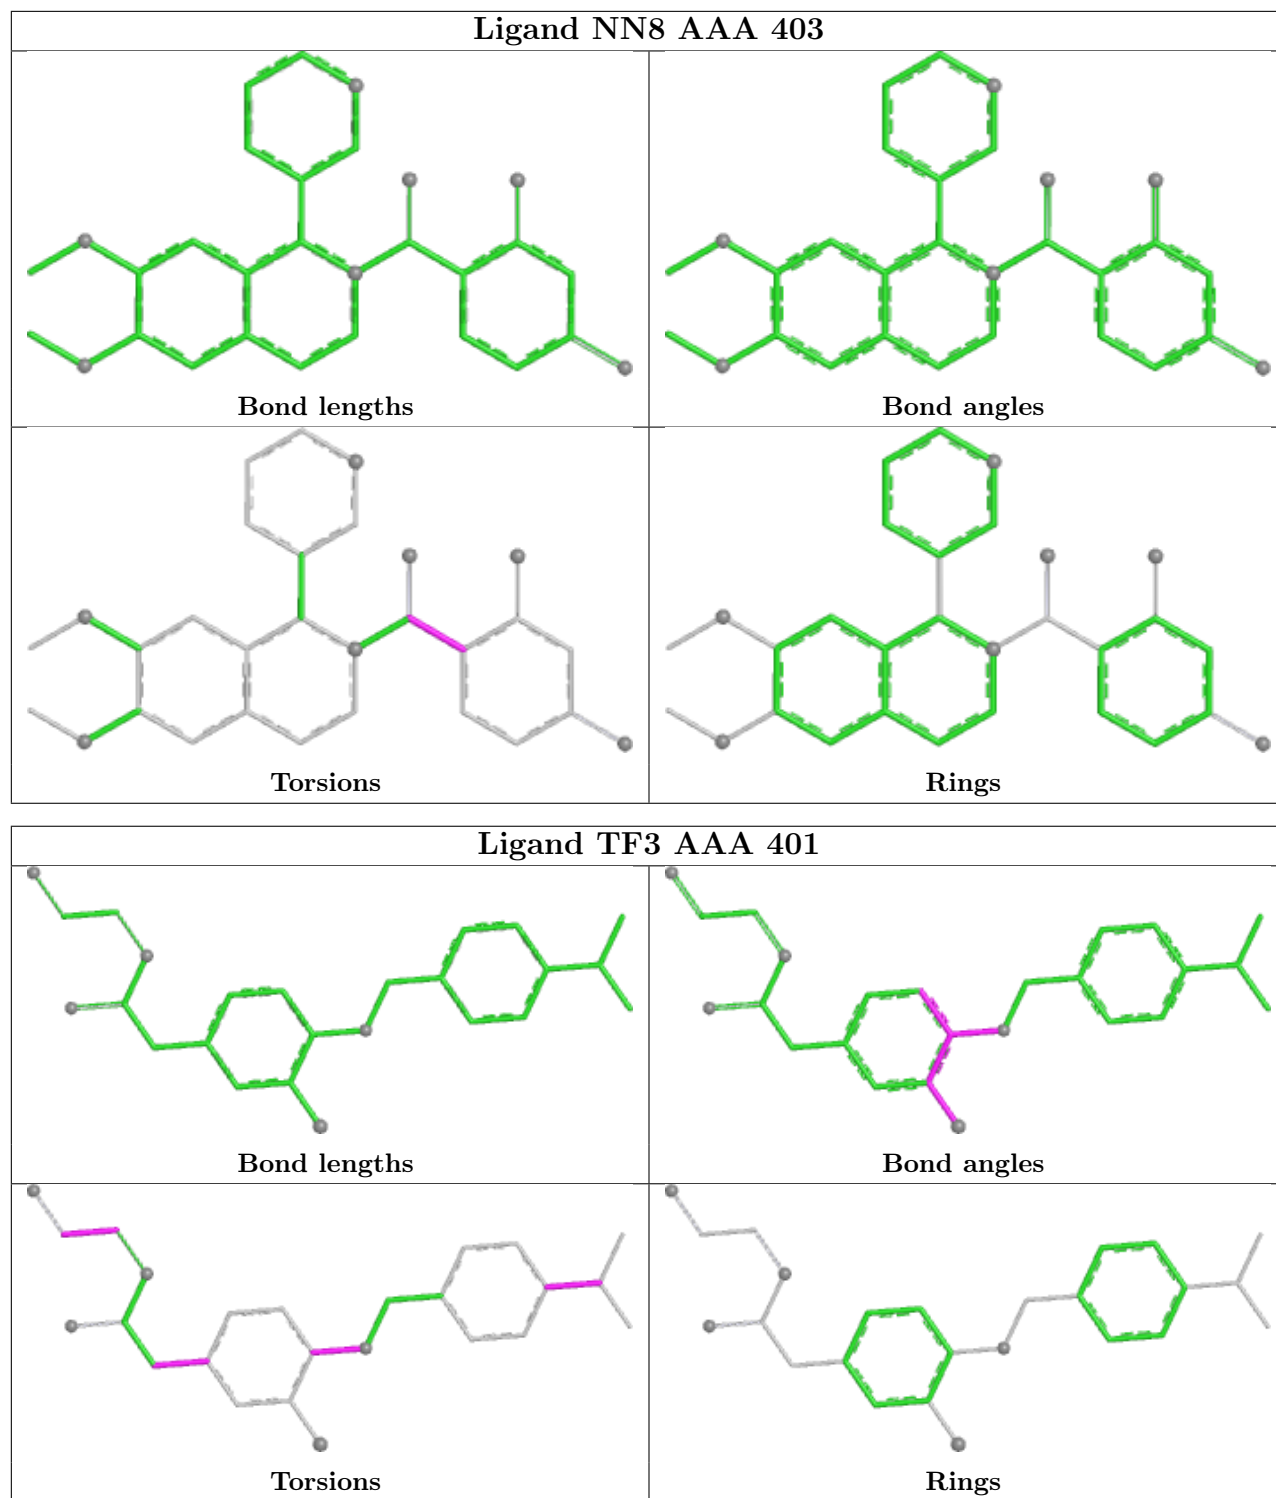 Ligand NN8 AAA 403
Bond lengths
Bond angles
Torsions
Rings
Ligand TF3 AAA 401
Bond lengths
Bond angles
Torsions
Rings